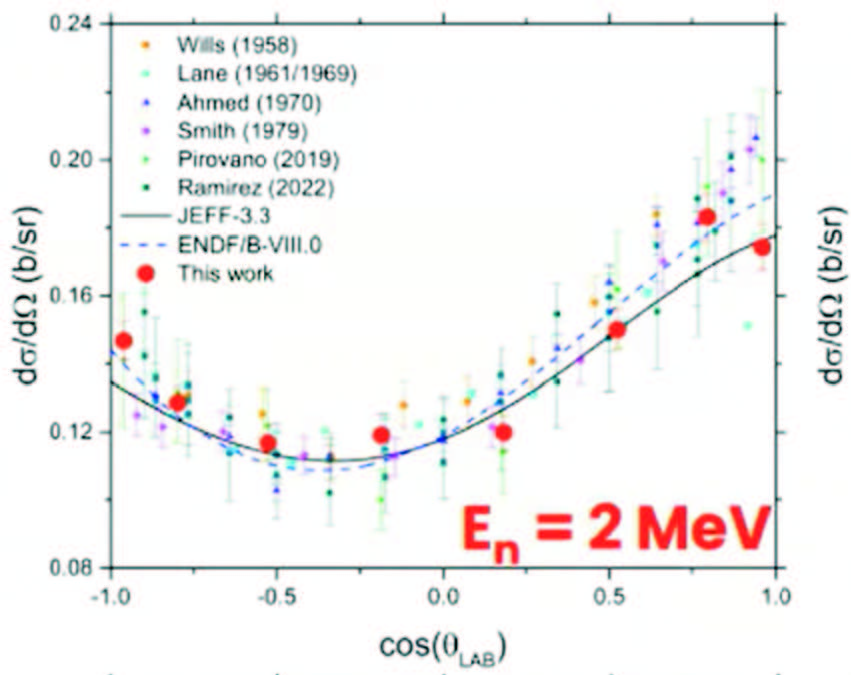 0.24
0.20
0.16
0.12
0.08
dσ/dΩ (b/sr)
Wills (1958)
Lane (1961/1969)
Ahmed (1970)
Smith (1979)
Pirovano (2019)
Ramirez (2022)
JEFF-3.3
ENDF/B-VIII.0
This work
En = 2 MeV
-1.0 -0.5 0.0 0.5 1.0
cos(θLAB)
dσ/dΩ (b/sr)